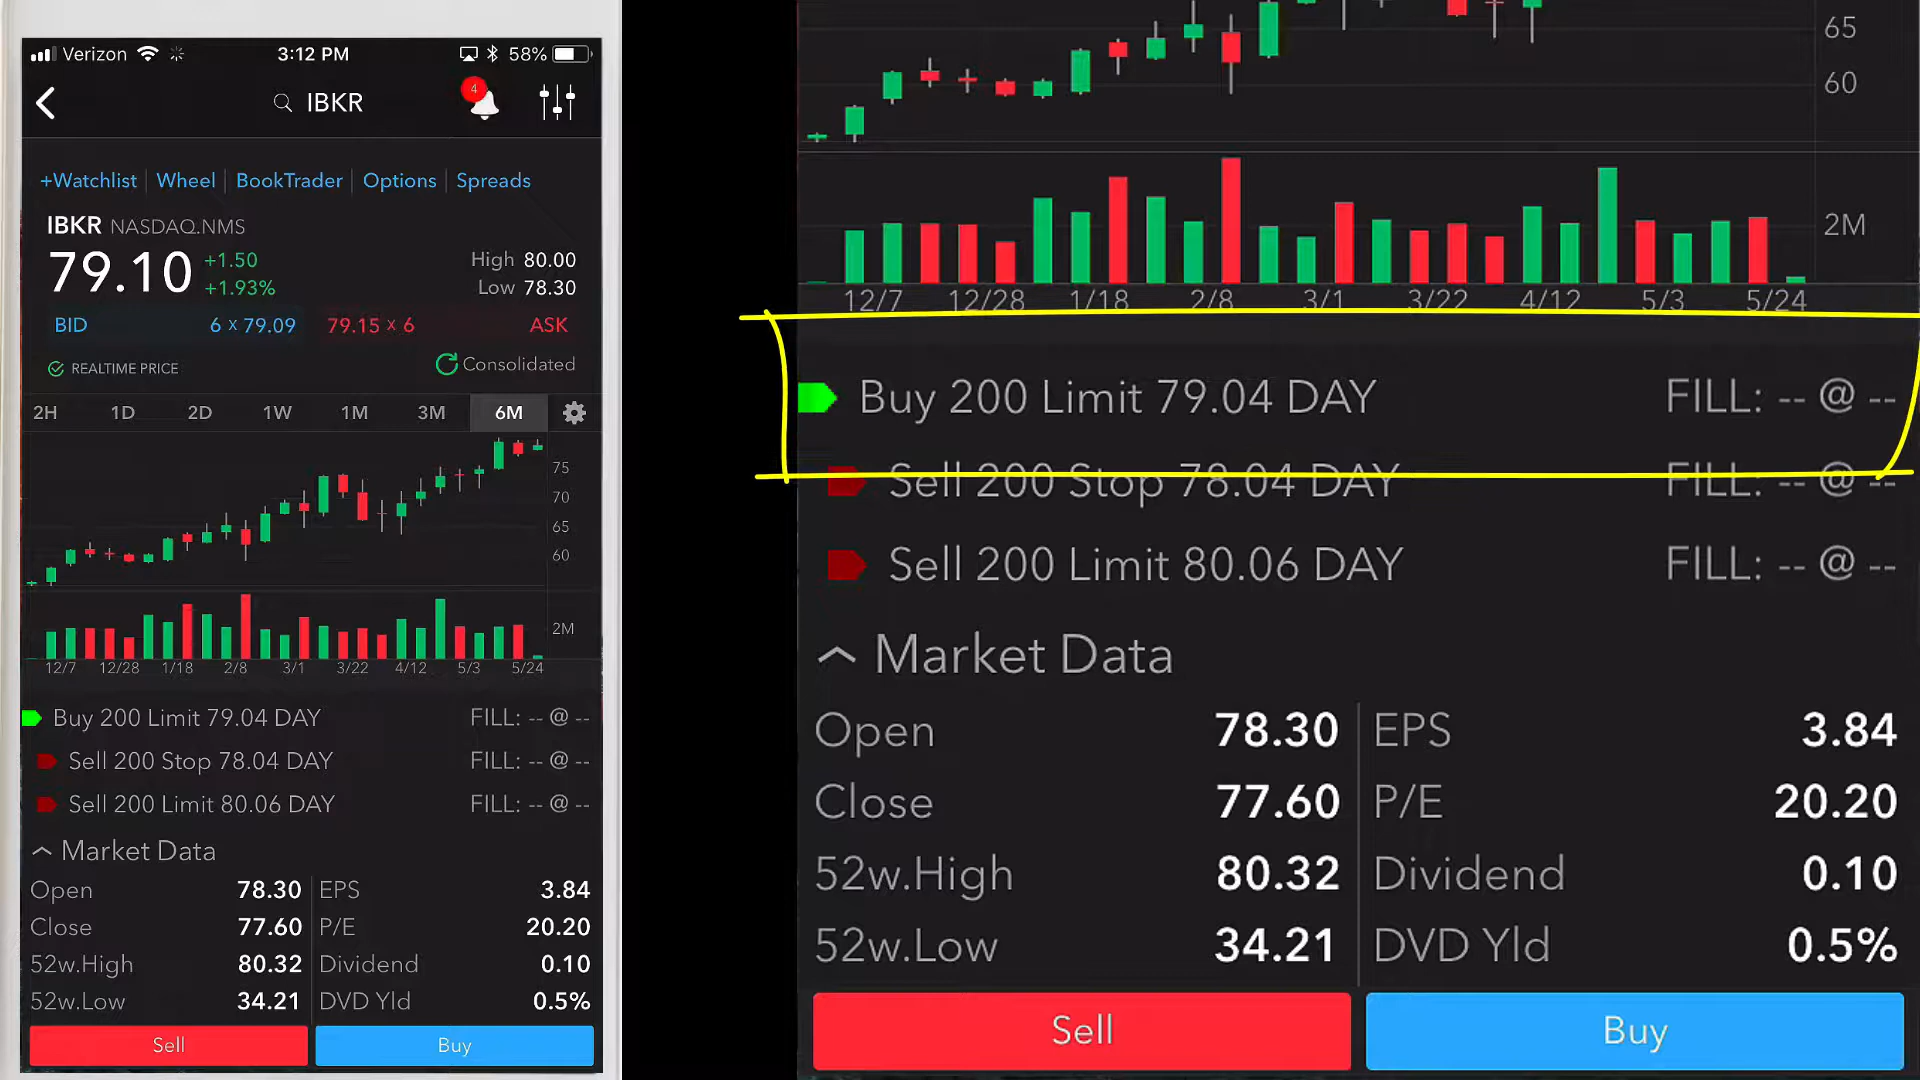 Verizon 3:12 PM 58%
4
IBKR
+Watchlist Wheel BookTrader Options Spreads
IBKR NASDAQ.NMS
79.10 +1.50 High 80.00
+1.93% Low 78.30
BID 6 x 79.09 79.15 x 6 ASK
REALTIME PRICE Consolidated
2H 1D 2D 1W 1M 3M 6M
75
70
65
60
2M
12/7 12/28 1/18 2/8 3/1 3/22 4/12 5/3 5/24
Buy 200 Limit 79.04 DAY FILL: -- @ --
Sell 200 Stop 78.04 DAY FILL: -- @ --
Sell 200 Limit 80.06 DAY FILL: -- @ --
Market Data
Open 78.30 EPS 3.84
Close 77.60 P/E 20.20
52w.High 80.32 Dividend 0.10
52w.Low 34.21 DVD Yld 0.5%
Sell Buy
65
60
2M
12/7 12/28 1/18 2/8 3/1 3/22 4/12 5/3 5/24
Buy 200 Limit 79.04 DAY FILL: -- @ --
Sell 200 Stop 78.04 DAY FILL: -- @ --
Sell 200 Limit 80.06 DAY FILL: -- @ --
Market Data
Open 78.30 EPS 3.84
Close 77.60 P/E 20.20
52w.High 80.32 Dividend 0.10
52w.Low 34.21 DVD Yld 0.5%
Sell Buy